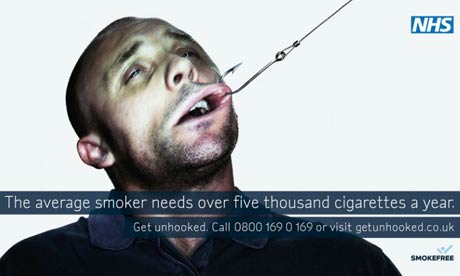 NHS
The average smoker needs over five thousand cigarettes a year.
Get unhooked. Call 0800 169 0 169 or visit getunhooked.co.uk
SMOKEFREE